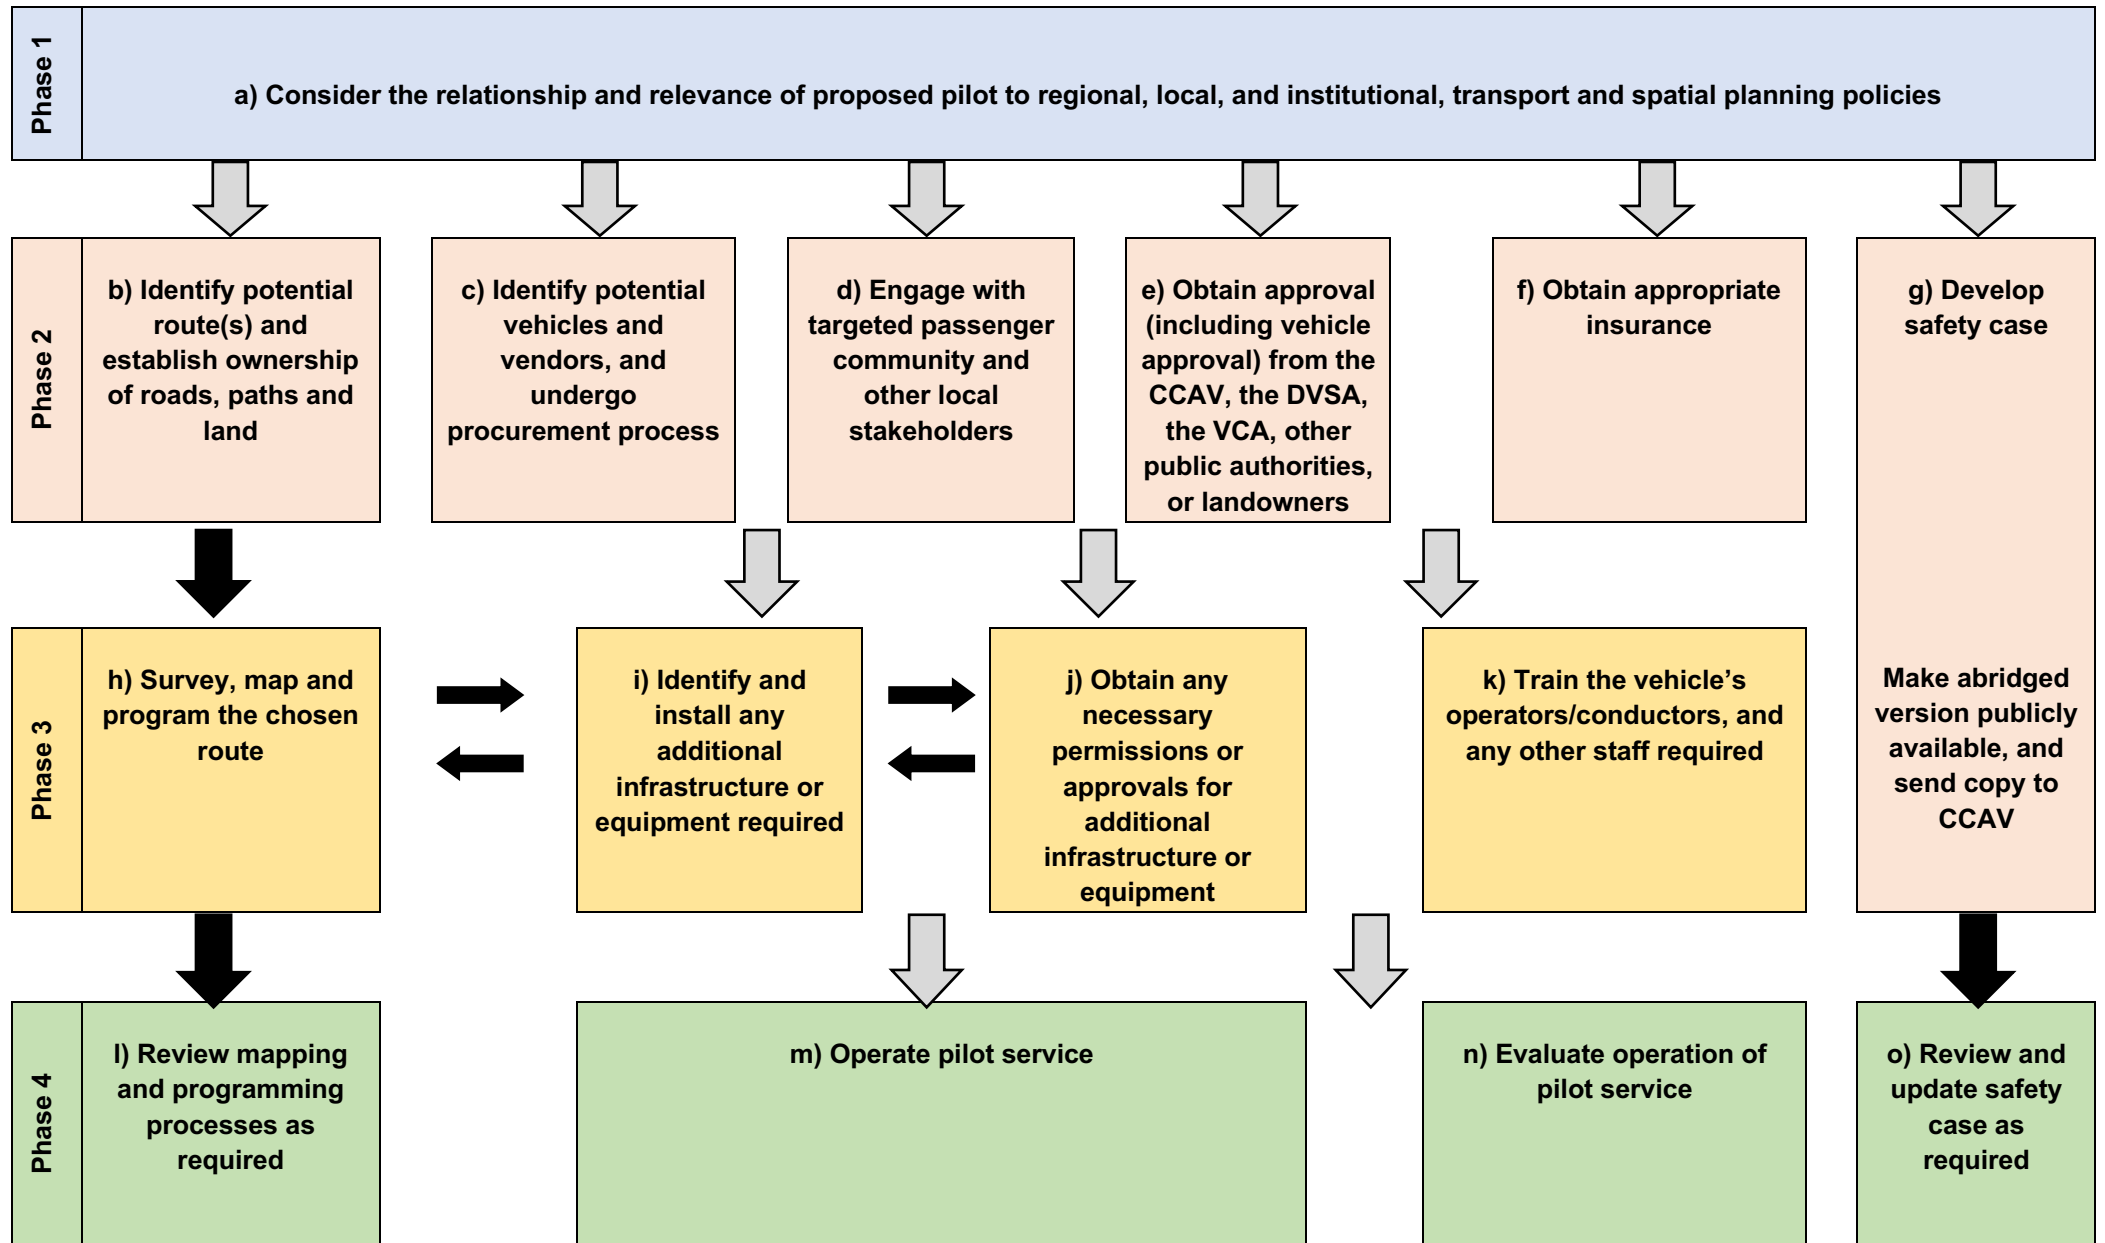 Phase 1
a) Consider the relationship and relevance of proposed pilot to regional, local, and institutional, transport and spatial planning policies
Phase 2
b) Identify potential
route(s) and
establish ownership
of roads, paths and
land
c) Identify potential
vehicles and
vendors, and
undergo
procurement process
d) Engage with
targeted passenger
community and
other local
stakeholders
e) Obtain approval
(including vehicle
approval) from the
CCAV, the DVSA,
the VCA, other
public authorities,
or landowners
f) Obtain appropriate
insurance
g) Develop
safety case
Make abridged
version publicly
available, and
send copy to
CCAV
Phase 3
h) Survey, map and
program the chosen
route
i) Identify and
install any
additional
infrastructure or
equipment required
j) Obtain any
necessary
permissions or
approvals for
additional
infrastructure or
equipment
k) Train the vehicle’s
operators/conductors, and
any other staff required
Phase 4
l) Review mapping
and programming
processes as
required
m) Operate pilot service
n) Evaluate operation of
pilot service
o) Review and
update safety
case as
required